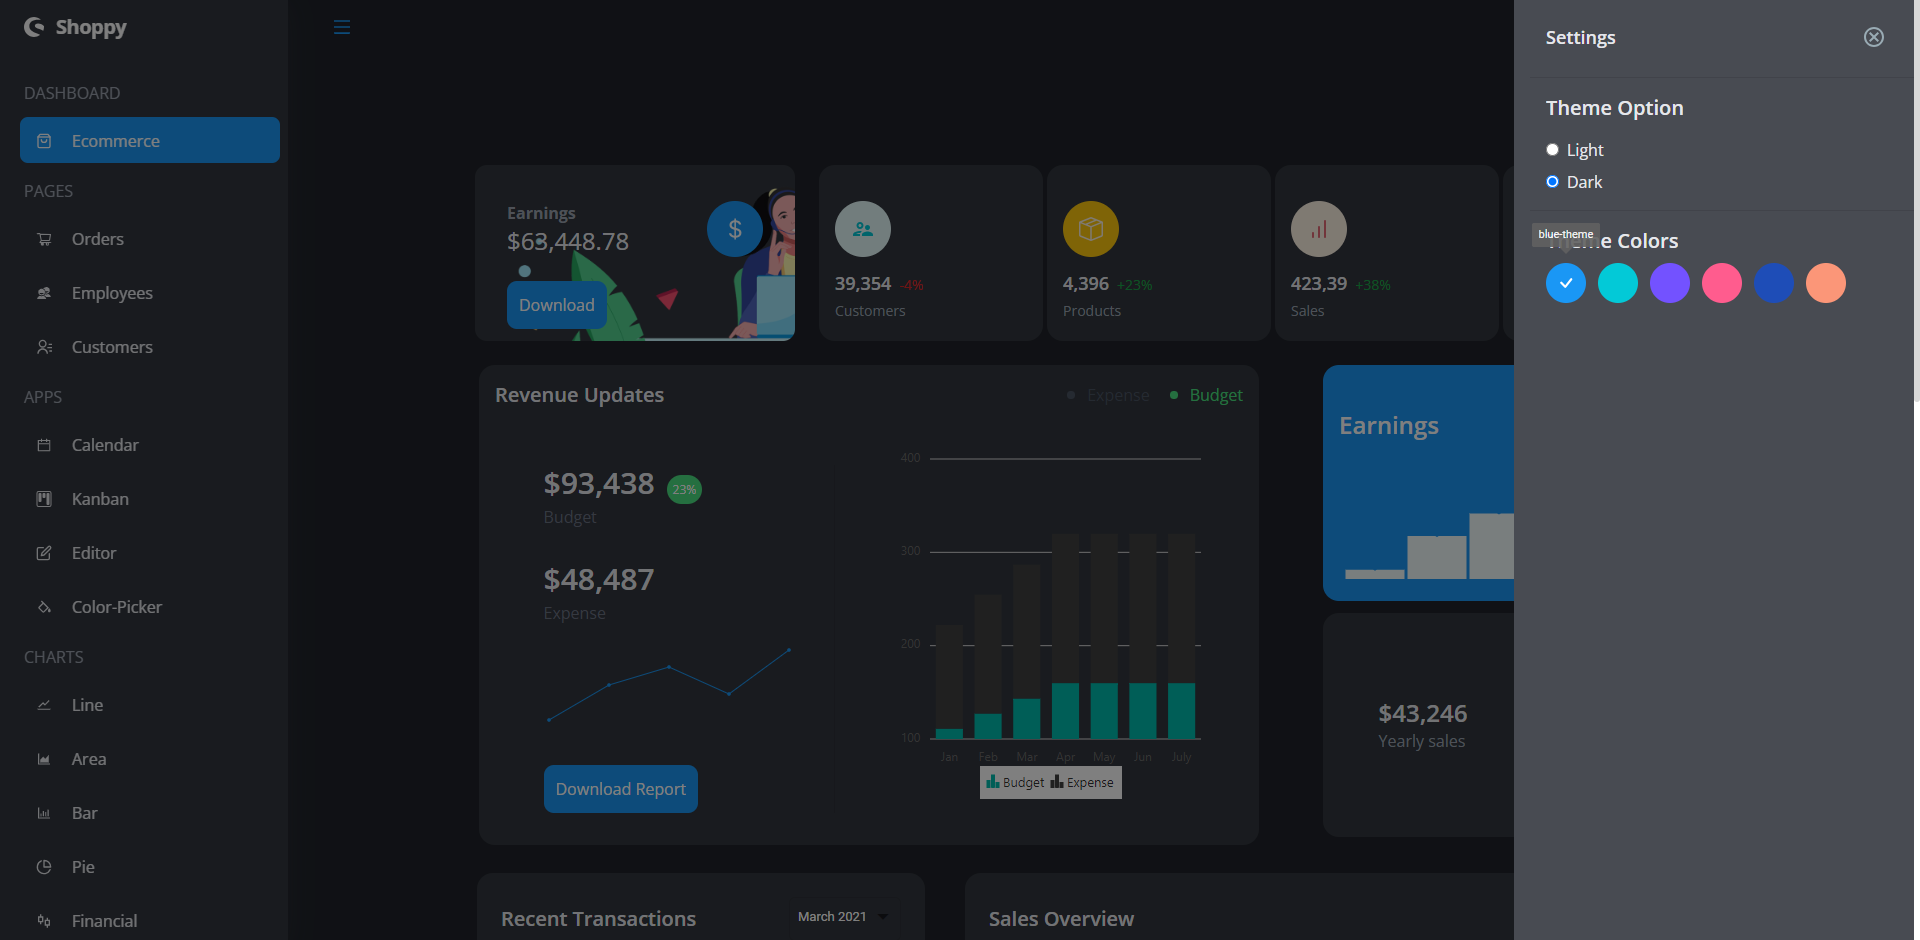 Shoppy
DASHBOARD
Ecommerce
PAGES
Orders
Employees
Customers
APPS
Calendar
Kanban
Editor
Color-Picker
CHARTS
Line
Area
Bar
Pie
Financial
Earnings
$63,448.78
$
Download
39,354 -4%
Customers
4,396 +23%
Products
423,39 +38%
Sales
Revenue Updates
Expense
Budget
$93,438 23%
Budget
$48,487
Expense
Download Report
400
300
200
100
Jan Feb Mar Apr May Jun July
Budget Expense
Earnings
$43,246
Yearly sales
Recent Transactions
March 2021
Sales Overview
Settings
Theme Option
Light
Dark
blue-theme
Theme Colors